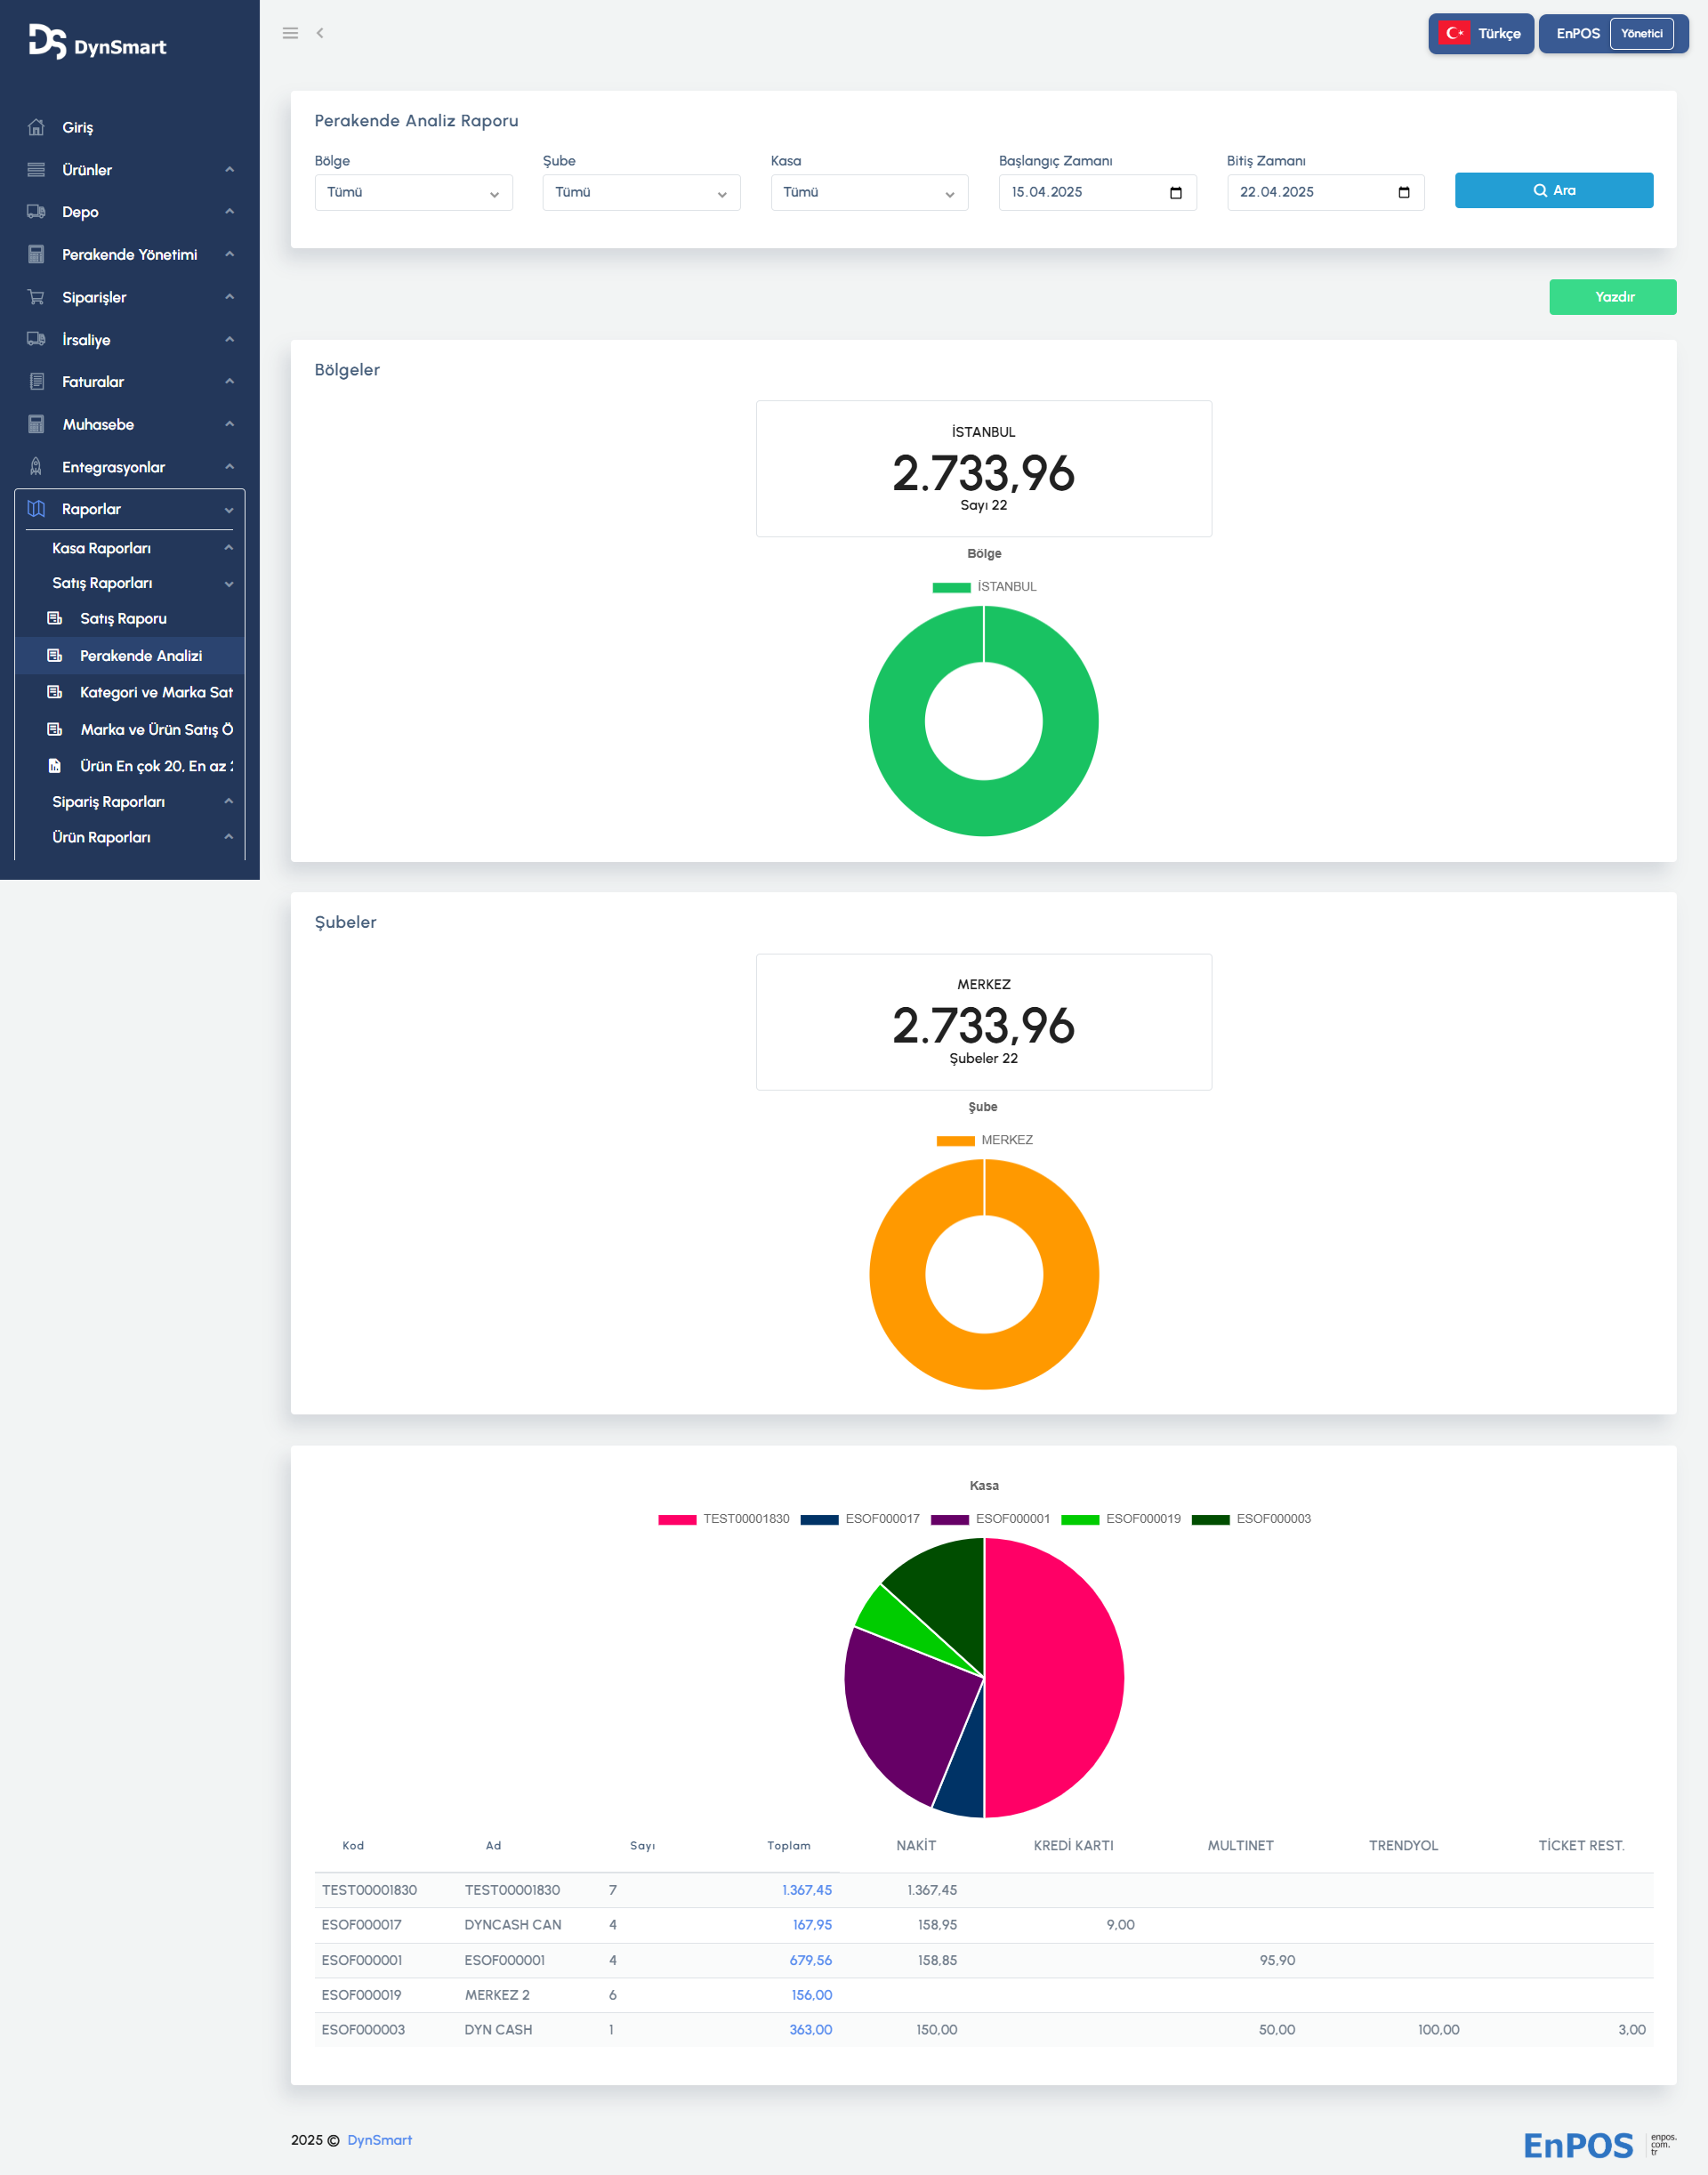 DS DynSmart
Giriş
Ürünler
Depo
Perakende Yönetimi
Siparişler
İrsaliye
Faturalar
Muhasebe
Entegrasyonlar
Raporlar
Kasa Raporları
Satış Raporları
Satış Raporu
Perakende Analizi
Kategori ve Marka Sat
Marka ve Ürün Satış Ö
Ürün En çok 20, En az
Sipariş Raporları
Ürün Raporları
Türkçe EnPOS Yönetici
Perakende Analiz Raporu
Bölge Şube Kasa Başlangıç Zamanı Bitiş Zamanı
Tümü Tümü Tümü 15.04.2025 22.04.2025 Ara
Yazdır
Bölgeler
İSTANBUL
2.733,96
Sayı 22
Bölge
İSTANBUL
Şubeler
MERKEZ
2.733,96
Şubeler 22
Şube
MERKEZ
Kasa
TEST00001830 ESOF000017 ESOF000001 ESOF000019 ESOF000003
Kod Ad Sayı Toplam NAKİT KREDİ KARTI MULTINET TRENDYOL TİCKET REST.
TEST00001830 TEST00001830 7 1.367,45 1.367,45
ESOF000017 DYNCASH CAN 4 167,95 158,95 9,00
ESOF000001 ESOF000001 4 679,56 158,85 95,90
ESOF000019 MERKEZ 2 6 156,00
ESOF000003 DYN CASH 1 363,00 150,00 50,00 100,00 3,00
2025 © DynSmart
EnPOS enpos.
com.
tr